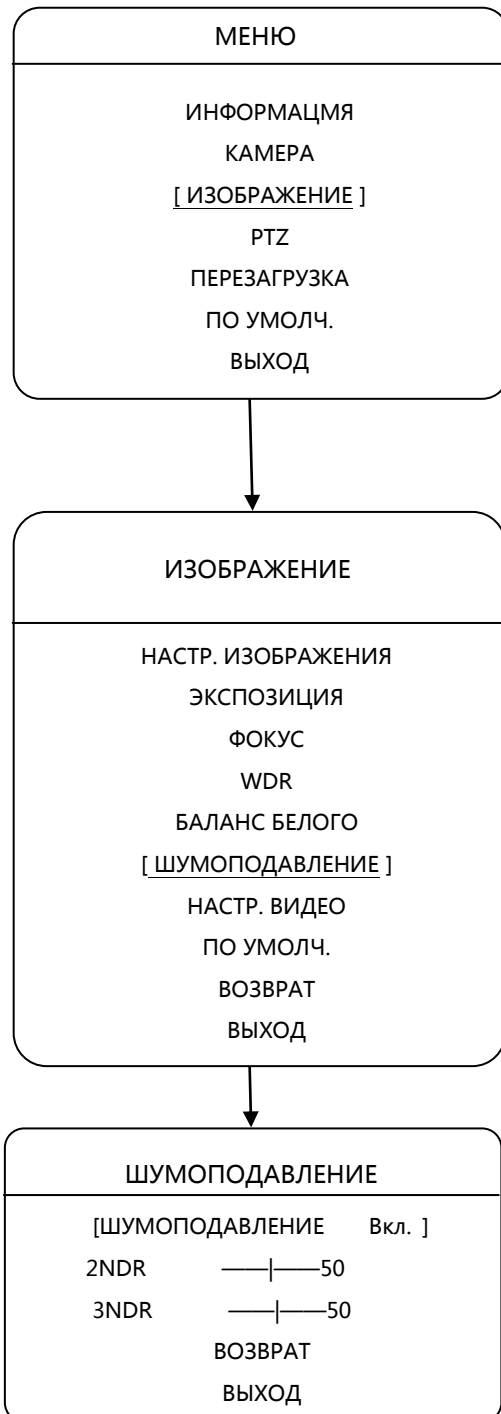 МЕНЮ
ИНФОРМАЦМЯ
КАМЕРА
[ ИЗОБРАЖЕНИЕ ]
PTZ
ПЕРЕЗАГРУЗКА
ПО УМОЛЧ.
ВЫХОД
ИЗОБРАЖЕНИЕ
НАСТР. ИЗОБРАЖЕНИЯ
ЭКСПОЗИЦИЯ
ФОКУС
WDR
БАЛАНС БЕЛОГО
[ ШУМОПОДАВЛЕНИЕ ]
НАСТР. ВИДЕО
ПО УМОЛЧ.
ВОЗВРАТ
ВЫХОД
ШУМОПОДАВЛЕНИЕ
[ШУМОПОДАВЛЕНИЕ Вкл. ]
2NDR ——|——50
3NDR ——|——50
ВОЗВРАТ
ВЫХОД